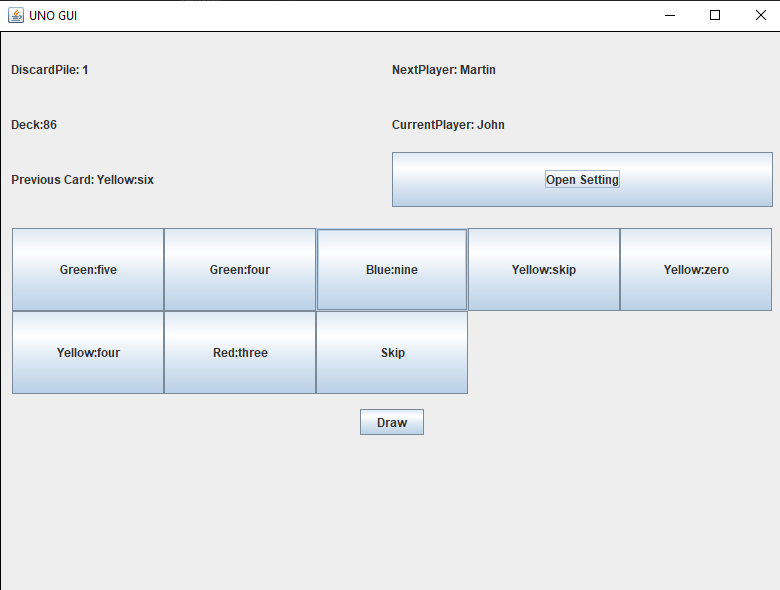 UNO GUI
DiscardPile: 1
NextPlayer: Martin
Deck:86
CurrentPlayer: John
Previous Card: Yellow:six
Open Setting
Green:five
Green:four
Blue:nine
Yellow:skip
Yellow:zero
Yellow:four
Red:three
Skip
Draw